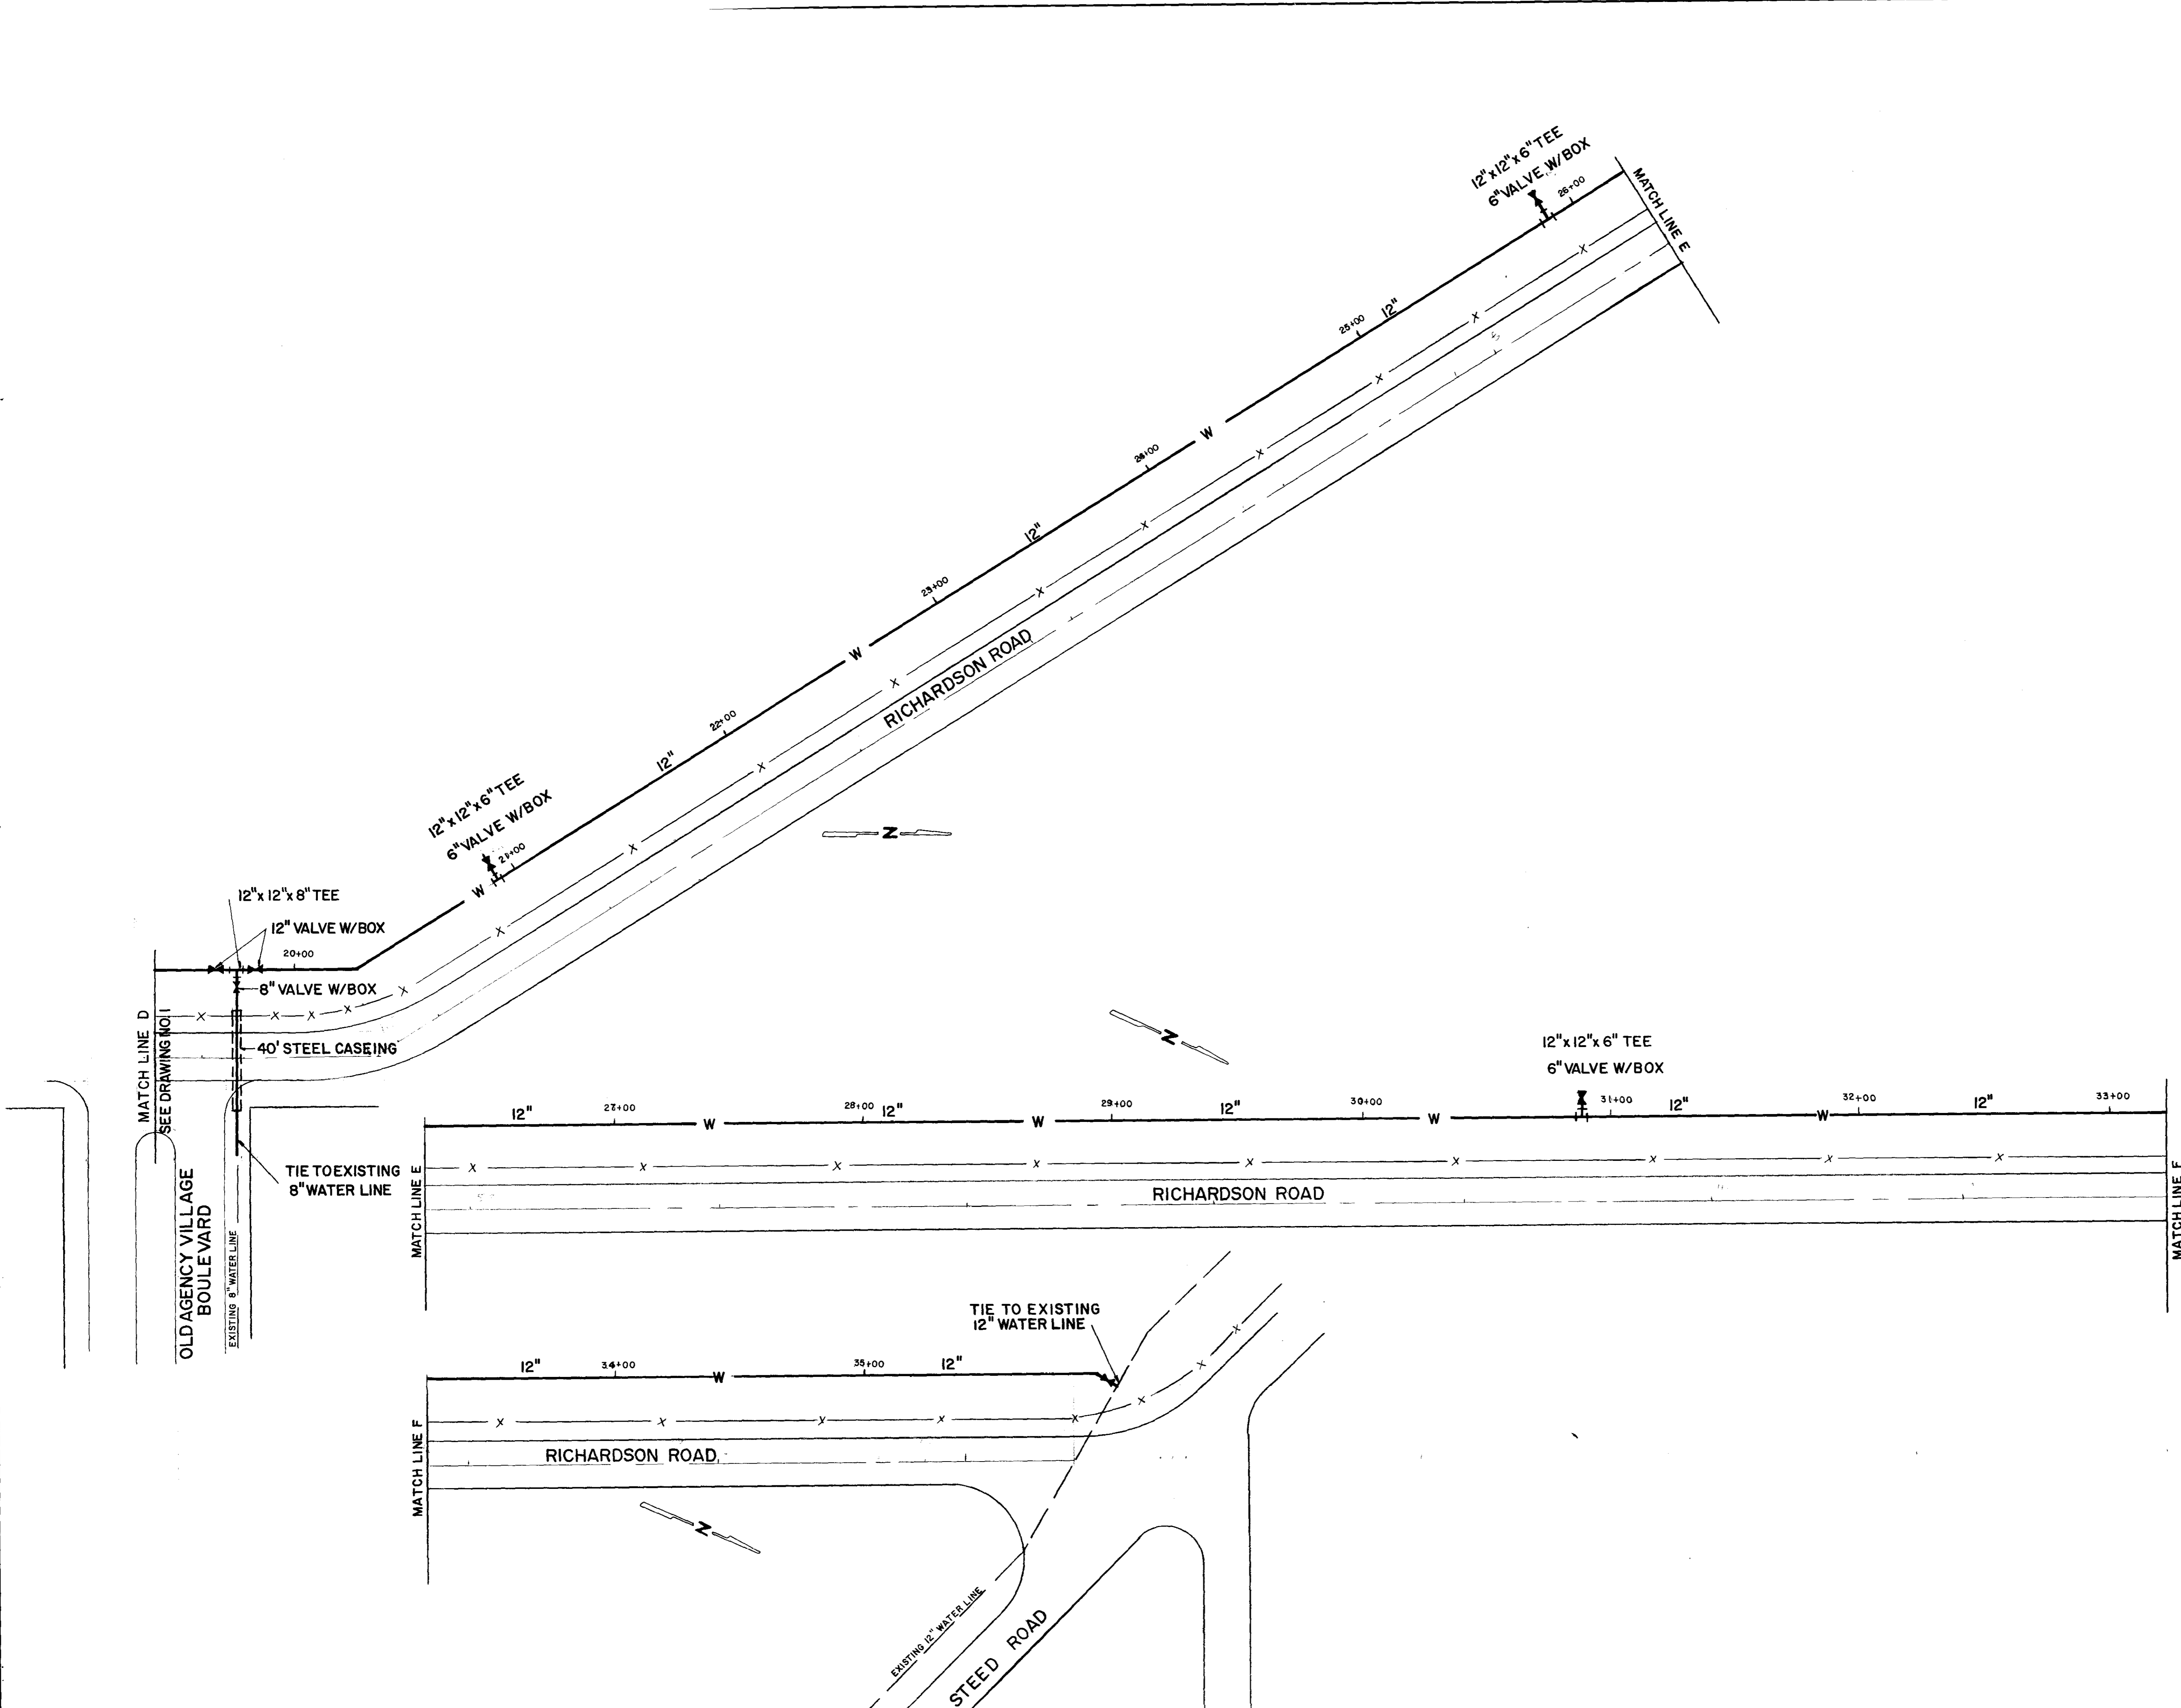 12"x12"x6" TEE
6" VALVE W/BOX
26+00
MATCH LINE E
25+00
12"
24+00
W
12"
23+00
W
RICHARDSON ROAD
22+00
12"
12"x12"x6" TEE
6" VALVE W/BOX
21+00
W
N
12"x12"x8" TEE
12" VALVE W/BOX
20+00
8" VALVE W/BOX
MATCH LINE D
SEE DRAWING NO. 1
40' STEEL CASEING
TIE TO EXISTING
8" WATER LINE
OLD AGENCY VILLAGE
BOULEVARD
EXISTING 8" WATER LINE
N
12"x12"x6" TEE
6" VALVE W/BOX
MATCH LINE E
12"
27+00
W
28+00
12"
W
29+00
12"
30+00
W
31+00
12"
W
32+00
12"
33+00
RICHARDSON ROAD
MATCH LINE F
TIE TO EXISTING
12" WATER LINE
MATCH LINE F
12"
34+00
W
35+00
12"
RICHARDSON ROAD
N
EXISTING 12" WATER LINE
STEED ROAD